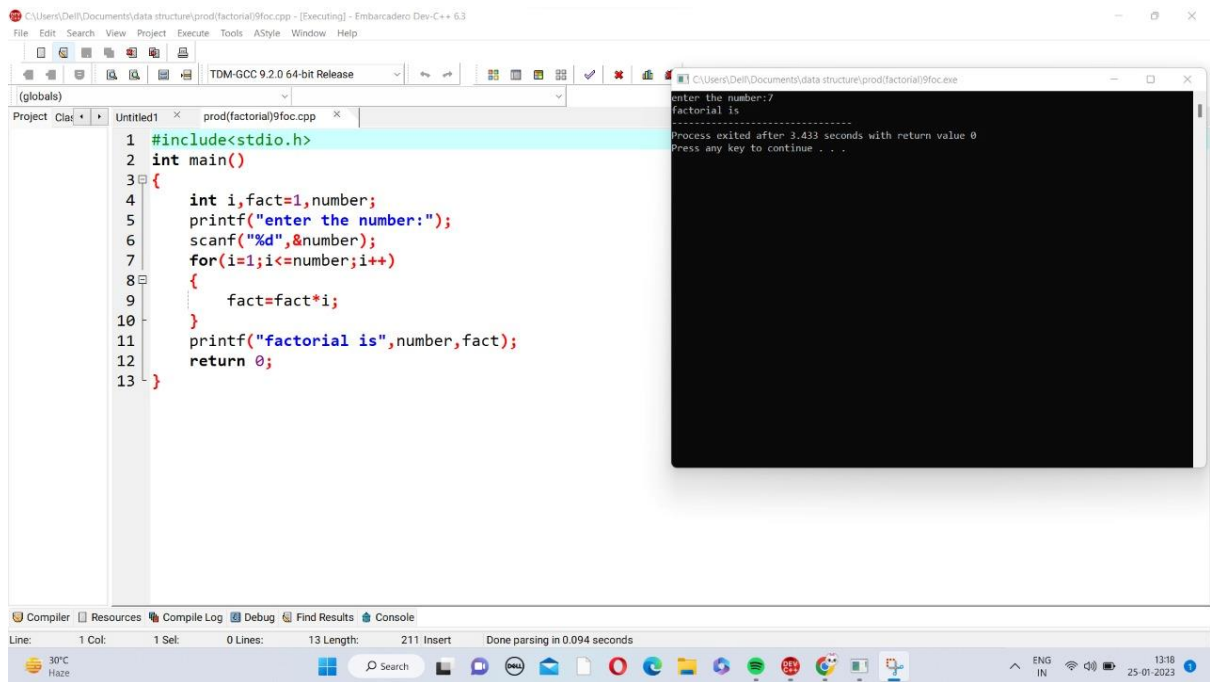 C:\Users\Dell\Documents\data structure\prod(factorial)9foc.cpp - [Executing] - Embarcadero Dev-C++ 6.3
File Edit Search View Project Execute Tools AStyle Window Help
TDM-GCC 9.2.0 64-bit Release
(globals)
Project Clas Untitled1 prod(factorial)9foc.cpp
1 #include<stdio.h>
2 int main()
3 {
4 int i,fact=1,number;
5 printf("enter the number:");
6 scanf("%d",&number);
7 for(i=1;i<=number;i++)
8 {
9 fact=fact*i;
10 }
11 printf("factorial is",number,fact);
12 return 0;
13 }
C:\Users\Dell\Documents\data structure\prod(factorial)9foc.exe
enter the number:7
factorial is
--------------------------------
Process exited after 3.433 seconds with return value 0
Press any key to continue . . .
Compiler Resources Compile Log Debug Find Results Console
Line: 1 Col: 1 Sel: 0 Lines: 13 Length: 211 Insert Done parsing in 0.094 seconds
30°C
Haze
Search
DELL
DEV
C++
ENG
IN
13:18
25-01-2023
1